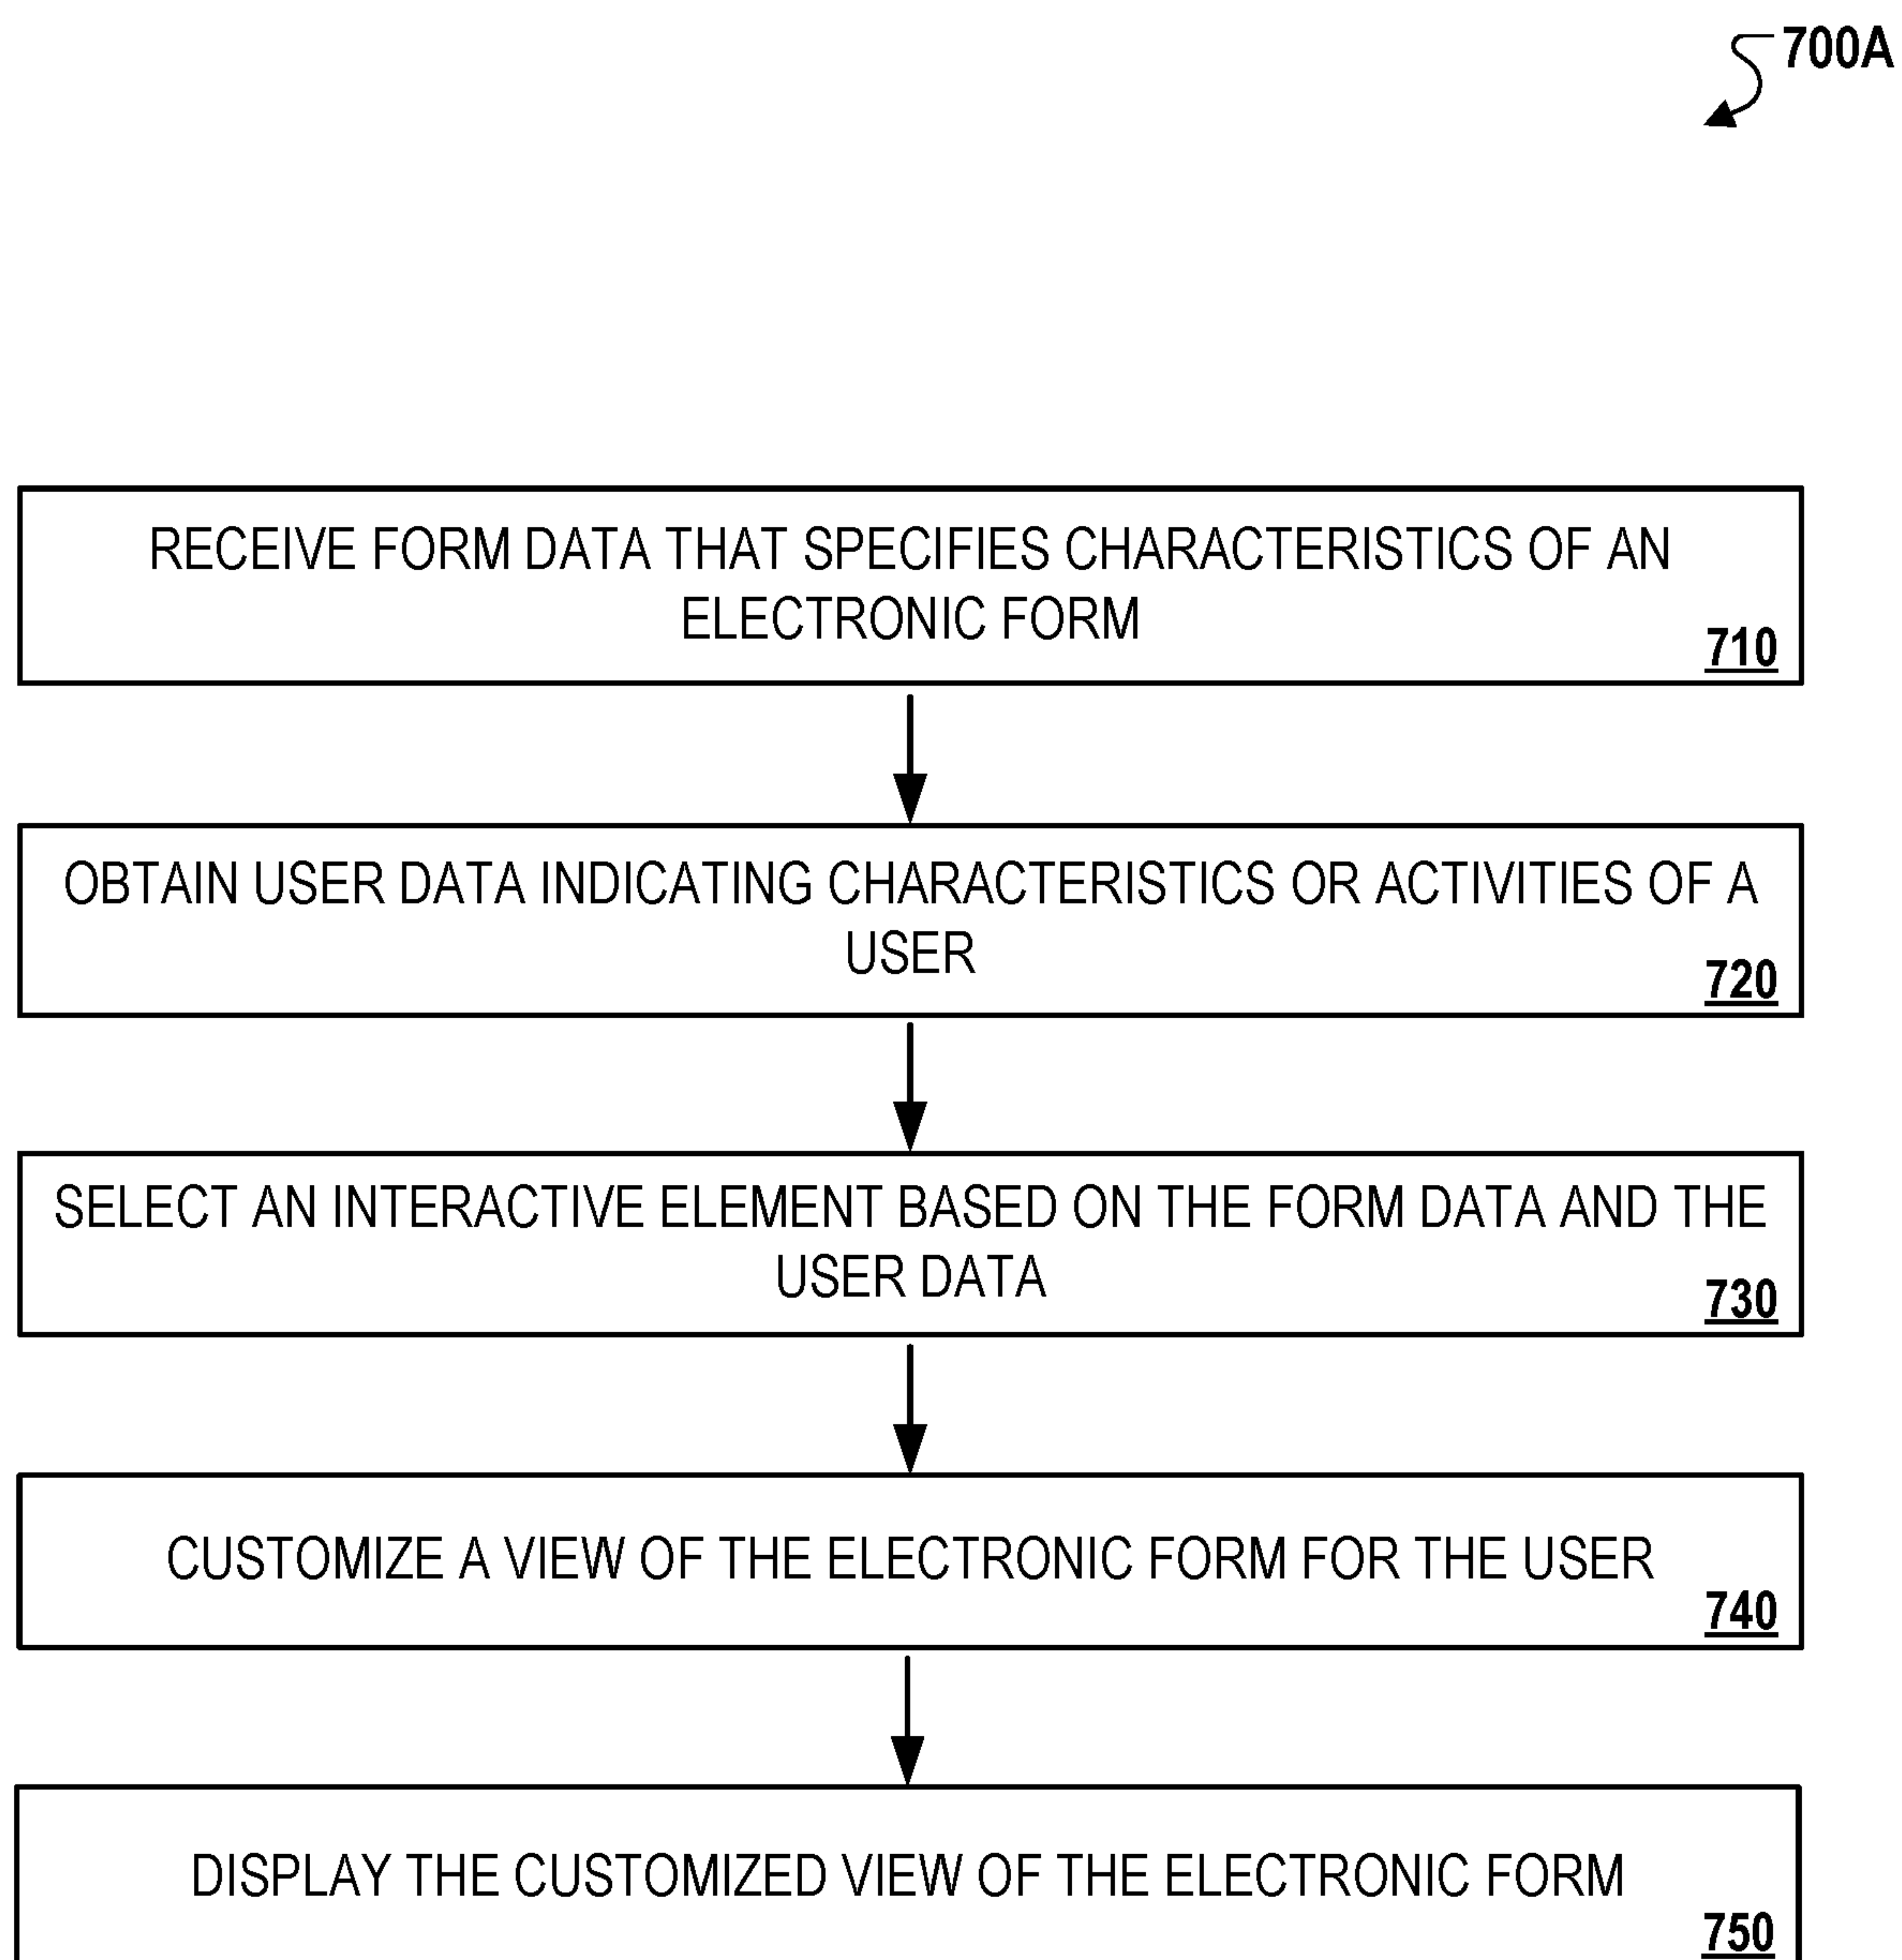 700A
RECEIVE FORM DATA THAT SPECIFIES CHARACTERISTICS OF AN
ELECTRONIC FORM
710
OBTAIN USER DATA INDICATING CHARACTERISTICS OR ACTIVITIES OF A
USER
720
SELECT AN INTERACTIVE ELEMENT BASED ON THE FORM DATA AND THE
USER DATA
730
CUSTOMIZE A VIEW OF THE ELECTRONIC FORM FOR THE USER
740
DISPLAY THE CUSTOMIZED VIEW OF THE ELECTRONIC FORM
750